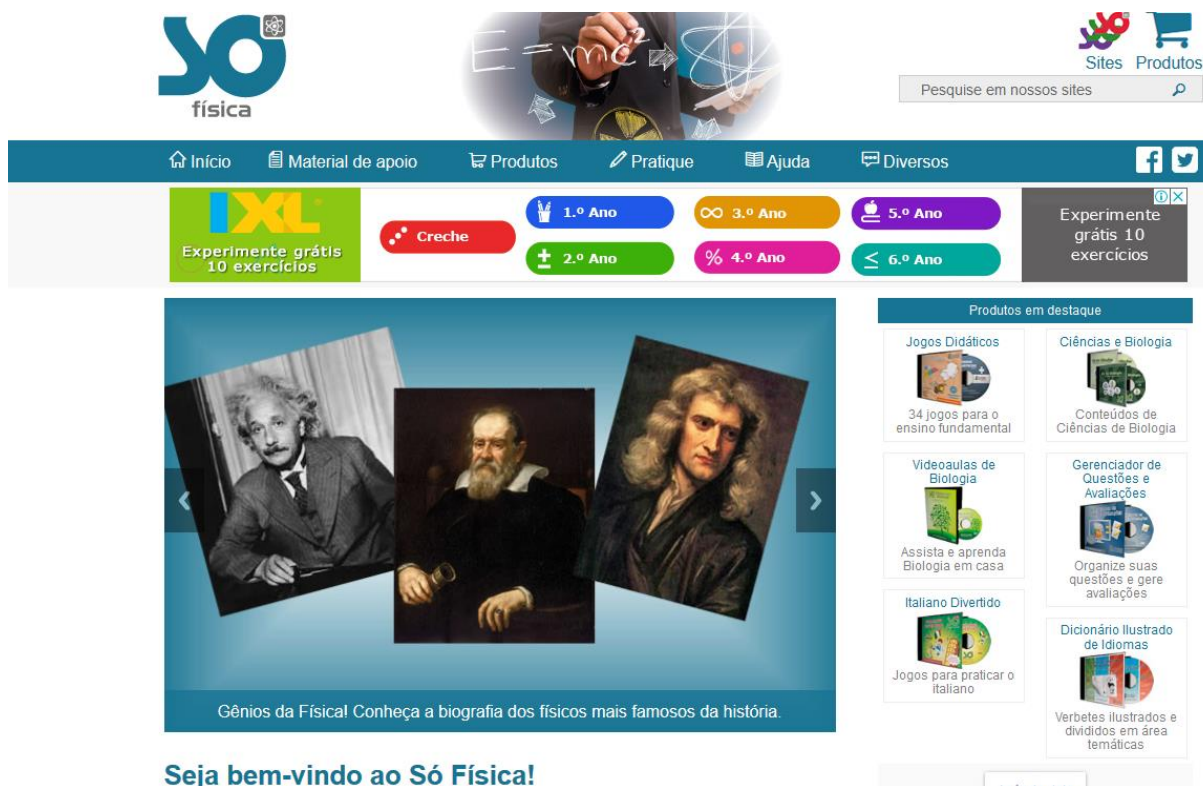 Só
física
E=mc²
Sites Produtos
Pesquise em nossos sites
Início Material de apoio Produtos Pratique Ajuda Diversos
IXL
Experimente grátis
10 exercícios
Creche
1.º Ano
2.º Ano
3.º Ano
4.º Ano
5.º Ano
6.º Ano
Experimente
grátis 10
exercícios
Gênios da Física! Conheça a biografia dos físicos mais famosos da história.
Seja bem-vindo ao Só Física!
Produtos em destaque
Jogos Didáticos
34 jogos para o
ensino fundamental
Ciências e Biologia
Conteúdos de
Ciências de Biologia
Videoaulas de
Biologia
Assista e aprenda
Biologia em casa
Gerenciador de
Questões e
Avaliações
Organize suas
questões e gere
avaliações
Italiano Divertido
Jogos para praticar o
italiano
Dicionário Ilustrado
de Idiomas
Verbetes ilustrados e
divididos em área
temáticas